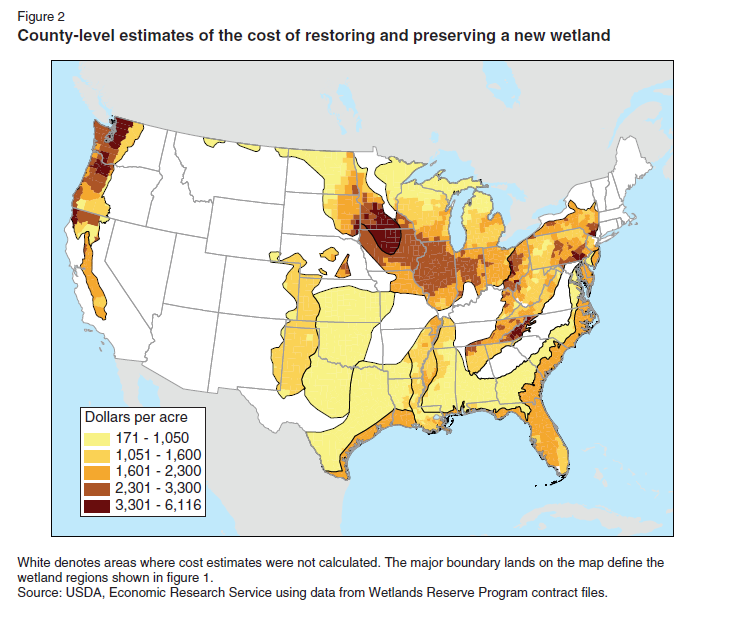 Figure 2
County-level estimates of the cost of restoring and preserving a new wetland
Dollars per acre
171 - 1,050
1,051 - 1,600
1,601 - 2,300
2,301 - 3,300
3,301 - 6,116
White denotes areas where cost estimates were not calculated. The major boundary lands on the map define the
wetland regions shown in figure 1.
Source: USDA, Economic Research Service using data from Wetlands Reserve Program contract files.